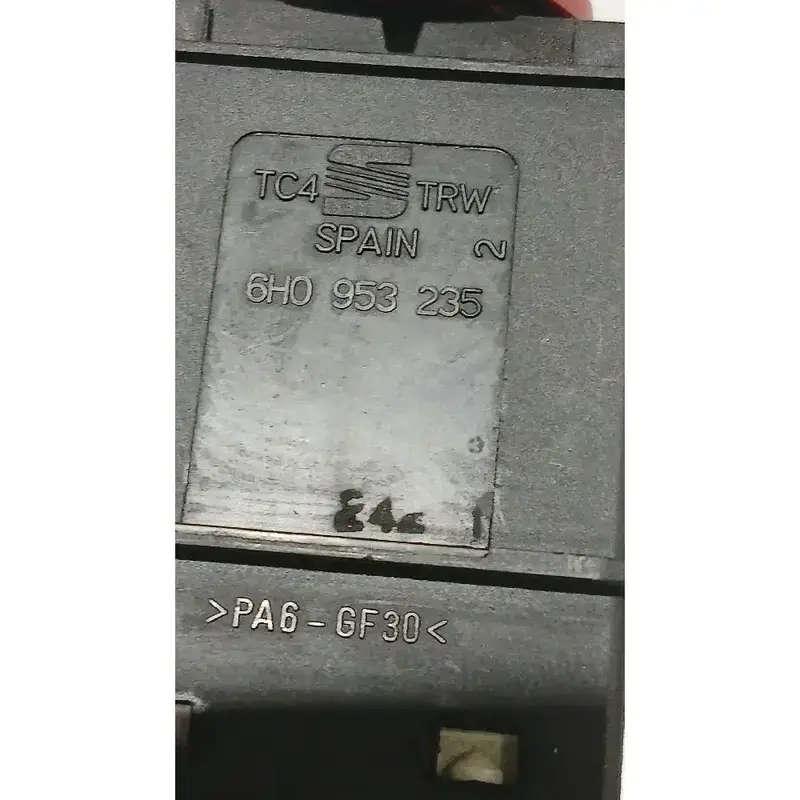 TC4 TRW
SPAIN 2
6H0 953 235
>PA6-GF30<